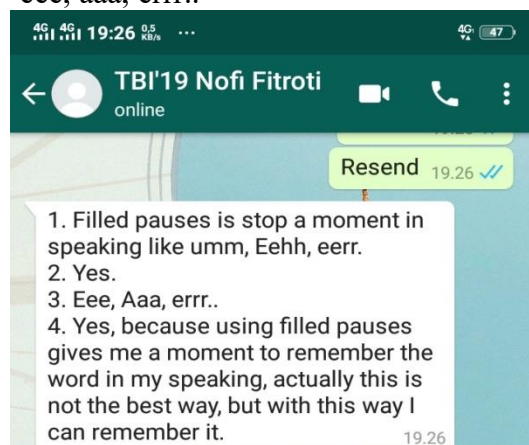 eee, aaa, errr..
4G 4G 19:26 0,5 KB/s ... 4G 47
TBI'19 Nofi Fitroti
online
Resend 19.26
1. Filled pauses is stop a moment in
speaking like umm, Eehh, eerr.
2. Yes.
3. Eee, Aaa, errr..
4. Yes, because using filled pauses
gives me a moment to remember the
word in my speaking, actually this is
not the best way, but with this way I
can remember it. 19.26